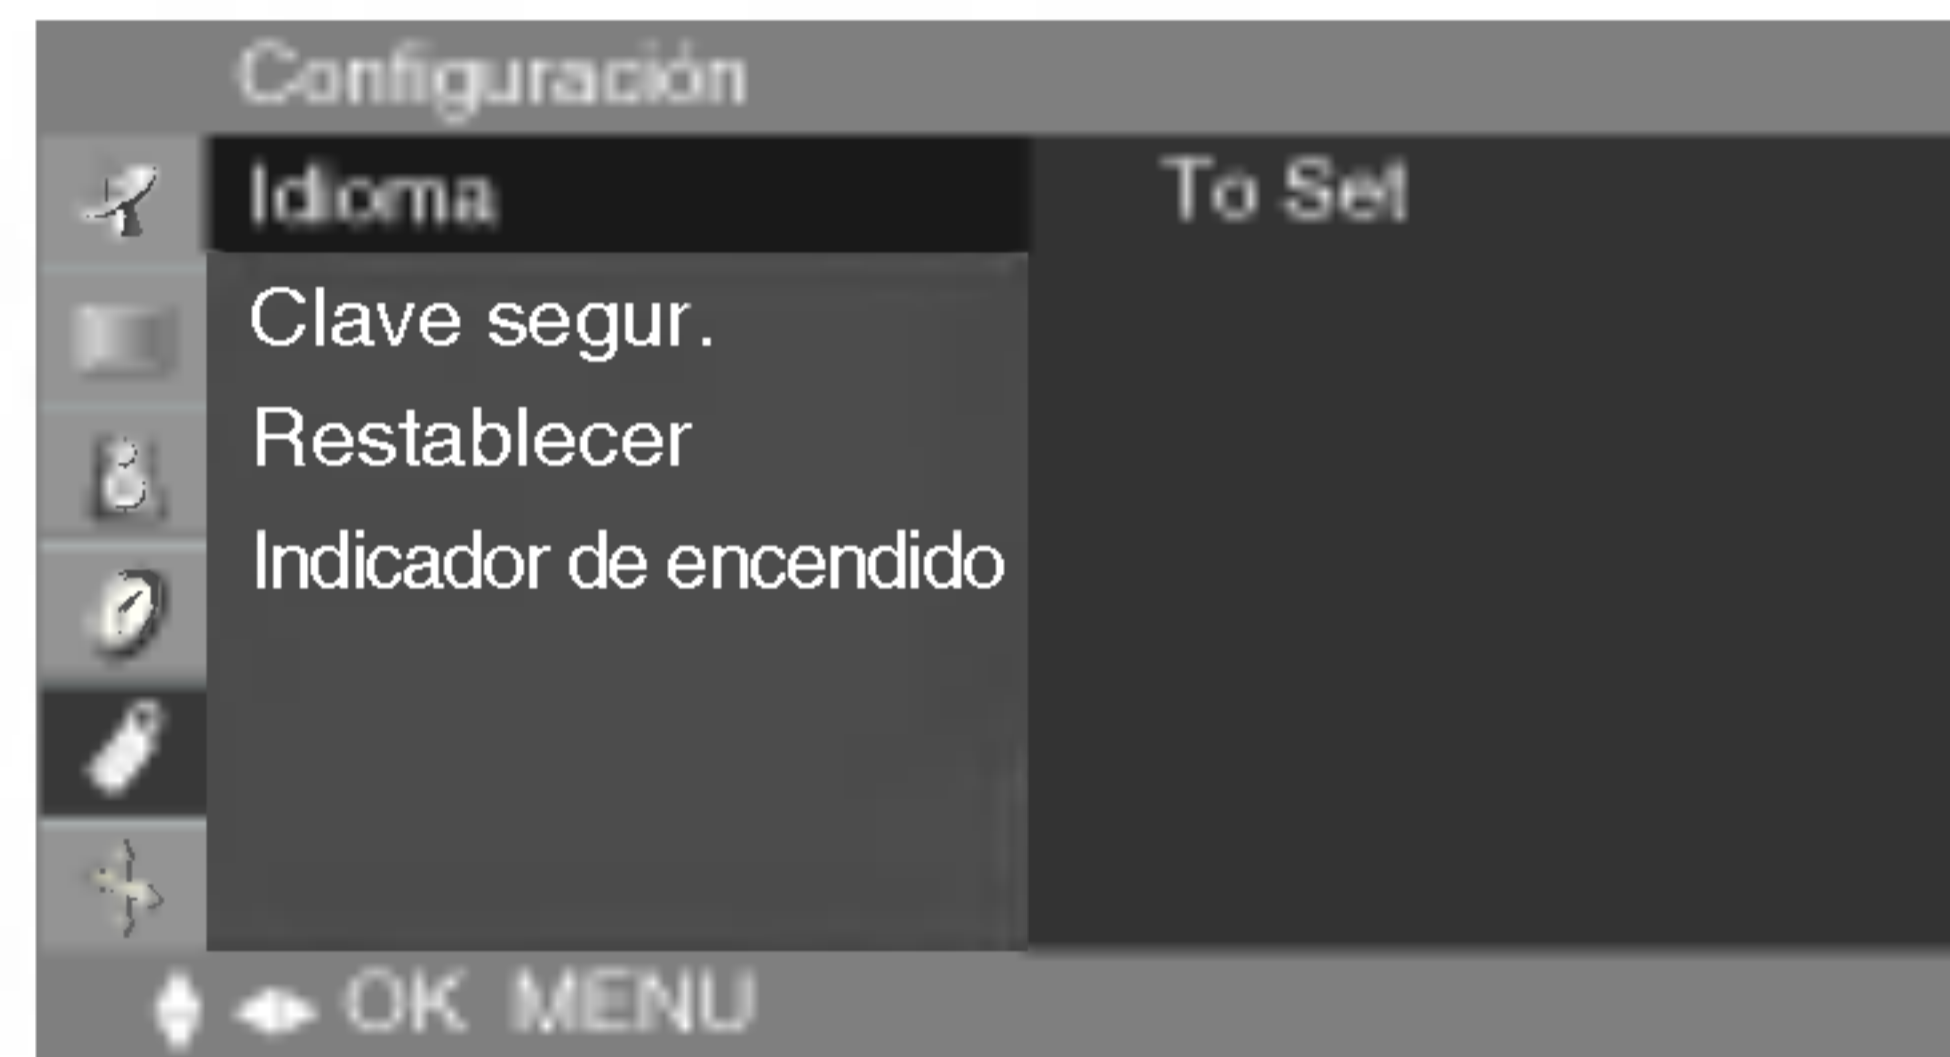 Configuración
Idioma To Set
Clave segur.
Restablecer
Indicador de encendido
OK MENU